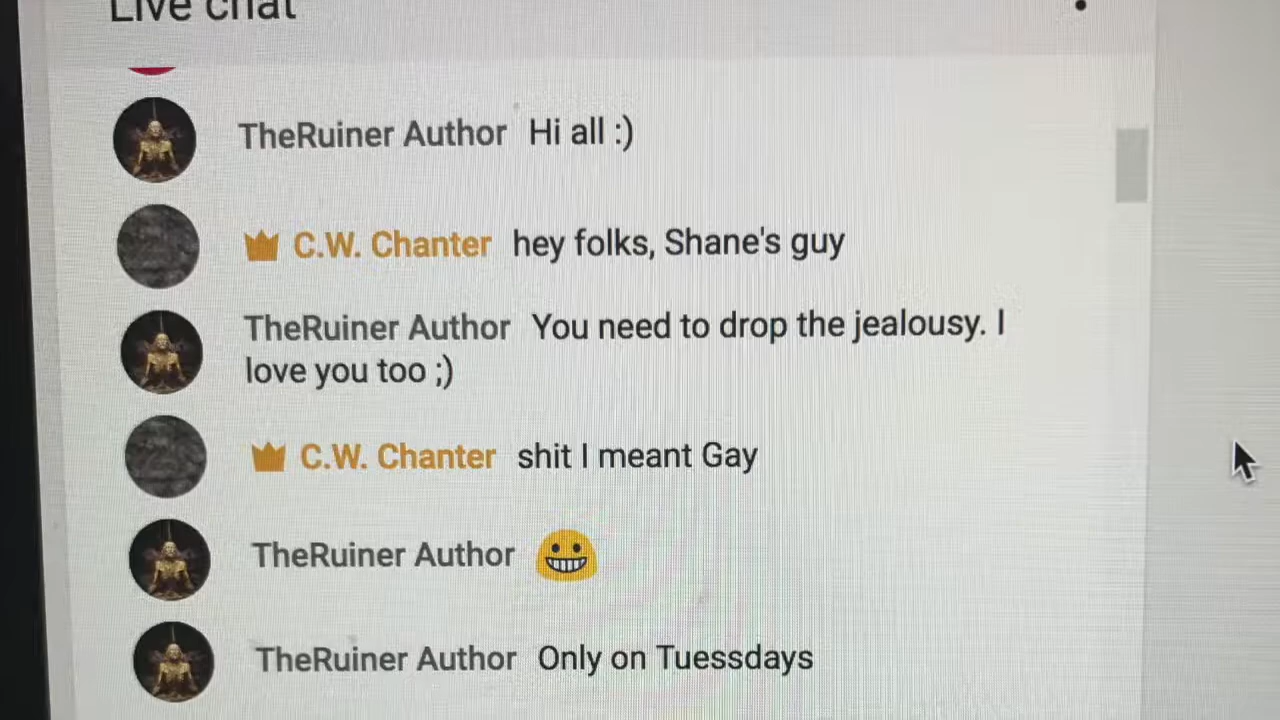 Live chat
TheRuiner Author Hi all :)
C.W. Chanter hey folks, Shane's guy
TheRuiner Author You need to drop the jealousy. I
love you too ;)
C.W. Chanter shit I meant Gay
TheRuiner Author 😀
TheRuiner Author Only on Tuessdays